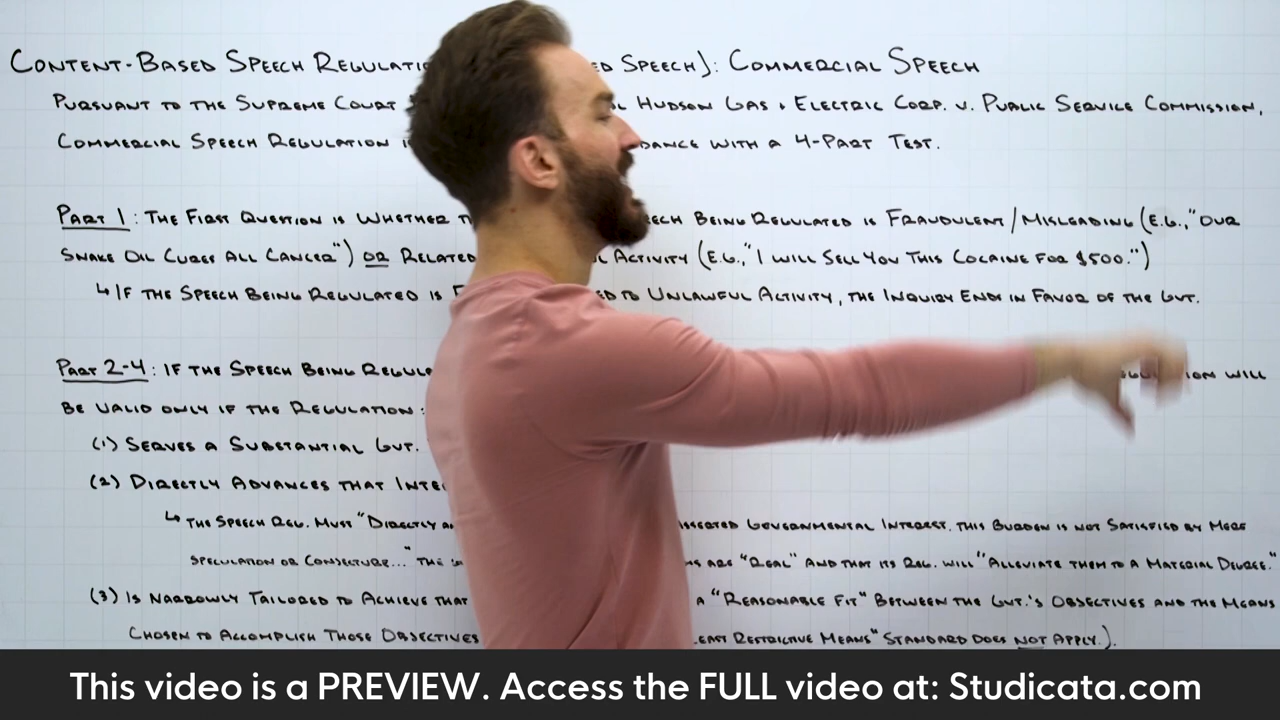 CONTENT-BASED SPEECH REGULATIO ED SPEECH]: COMMERCIAL SPEECH
PURSUANT TO THE SUPREME COURT L HUDSON GAS & ELECTRIC CORP. V. PUBLIC SERVICE COMMISSION,
COMMERCIAL SPEECH REGULATION DANCE WITH A 4-PART TEST.
PART 1: THE FIRST QUESTION IS WHETHER T EECH BEING REGULATED IS FRAUDULENT/MISLEADING (E.G., "OUR
SNAKE OIL CURES ALL CANCER") OR RELATED L ACTIVITY (E.G., "I WILL SELL YOU THIS COCAINE FOR $500.")
↳ IF THE SPEECH BEING REGULATED IS F ED TO UNLAWFUL ACTIVITY, THE INQUIRY ENDS IN FAVOR OF THE GVT.
PART 2-4: IF THE SPEECH BEING REGULA ION WILL
BE VALID ONLY IF THE REGULATION:
(1) SERVES A SUBSTANTIAL GVT.
(2) DIRECTLY ADVANCES THAT INTE
↳ THE SPEECH REG. MUST "DIRECTLY A SSERTED GOVERNMENTAL INTEREST. THIS BURDEN IS NOT SATISFIED BY MERE
SPECULATION OR CONJECTURE..." THE MS ARE "REAL" AND THAT ITS REG. WILL "ALLEVIATE THEM TO A MATERIAL DEGREE."
(3) IS NARROWLY TAILORED TO ACHIEVE THAT A "REASONABLE FIT" BETWEEN THE GVT.'S OBJECTIVES AND THE MEANS
CHOSEN TO ACCOMPLISH THOSE OBJECTIVES LEAST RESTRICTIVE MEANS" STANDARD DOES NOT APPLY.).
This video is a PREVIEW. Access the FULL video at: Studicata.com